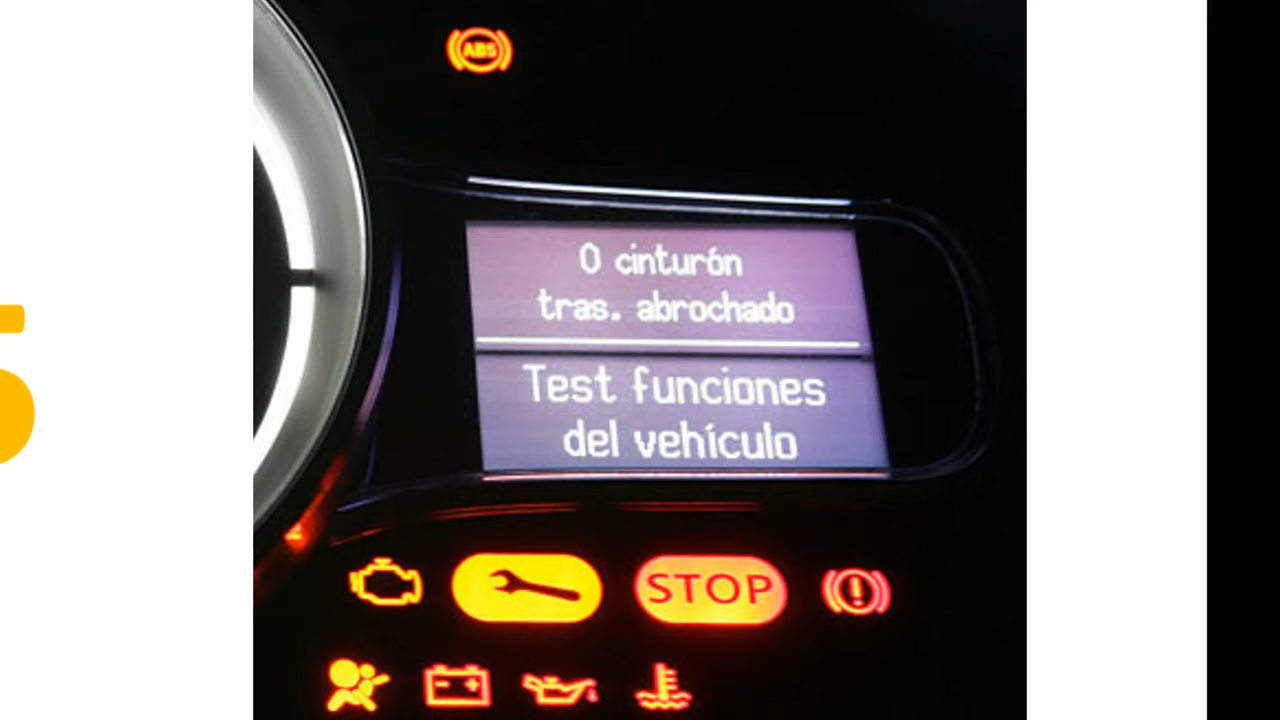 ABS
0 cinturón
tras. abrochado
Test funciones
del vehículo
STOP